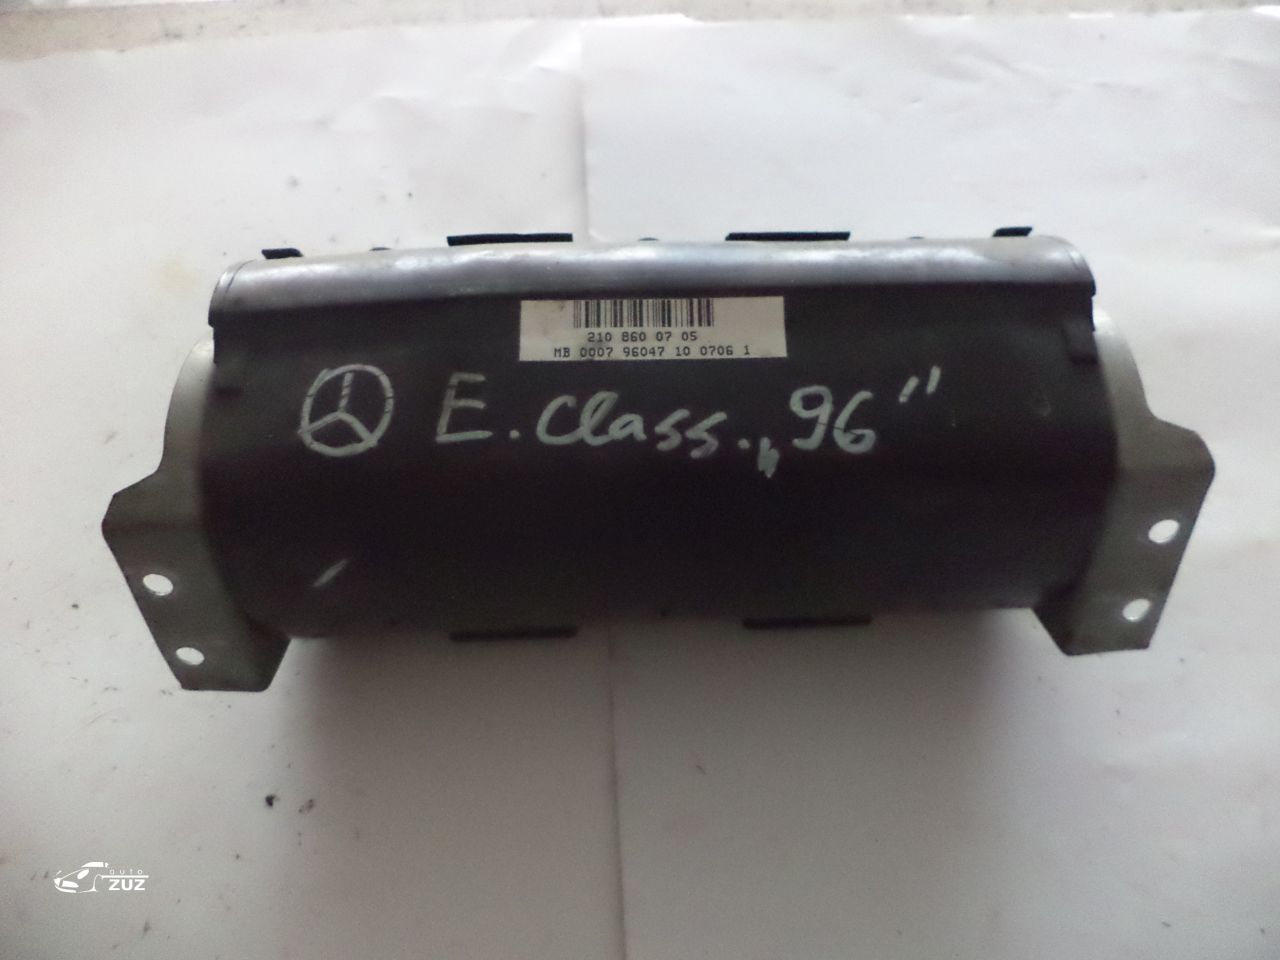 210 860 07 05
MB 0007 96047 10 0706 1
E. Class. „96"
auto
ZUZ